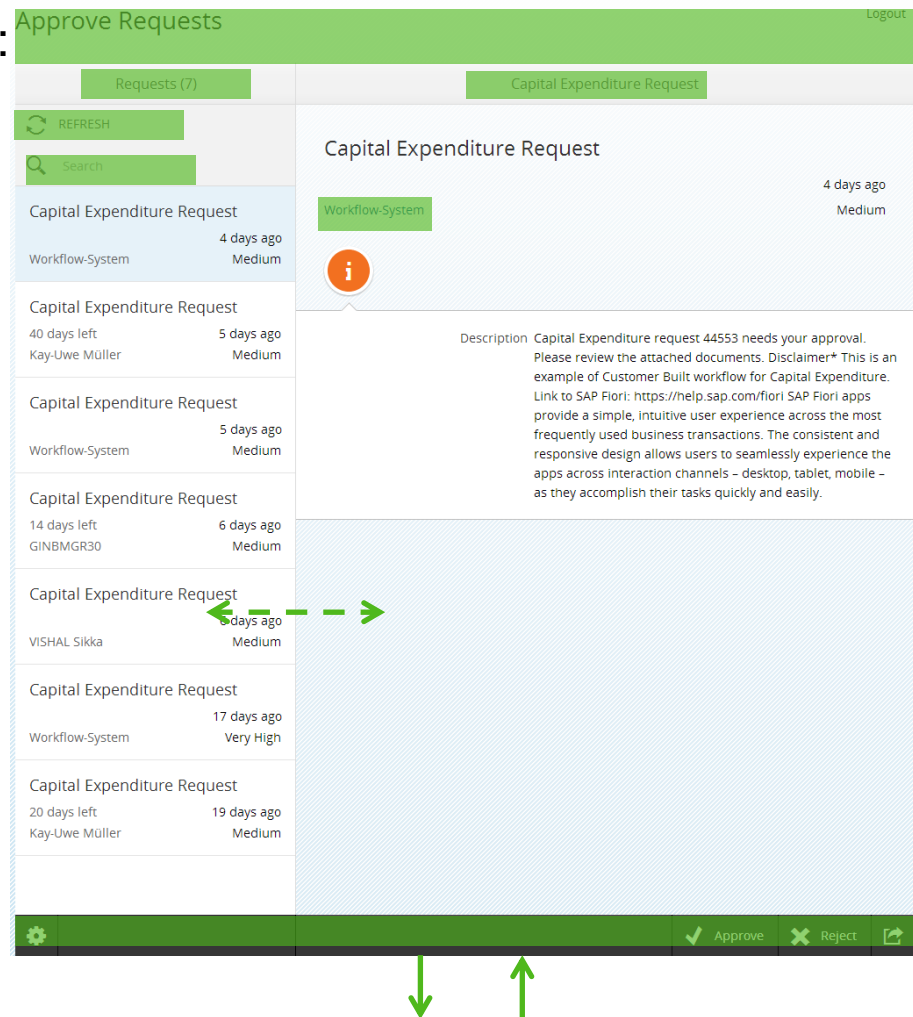 :
Approve Requests
Logout
Requests (7)
Capital Expenditure Request
REFRESH
Search
Capital Expenditure Request
4 days ago
Workflow-System Medium
Capital Expenditure Request
40 days left 5 days ago
Kay-Uwe Müller Medium
Capital Expenditure Request
5 days ago
Workflow-System Medium
Capital Expenditure Request
14 days left 6 days ago
GINBMGR30 Medium
Capital Expenditure Request
6 days ago
VISHAL Sikka Medium
Capital Expenditure Request
17 days ago
Workflow-System Very High
Capital Expenditure Request
20 days left 19 days ago
Kay-Uwe Müller Medium
Capital Expenditure Request
4 days ago
Workflow-System Medium
i
Description Capital Expenditure request 44553 needs your approval.
Please review the attached documents. Disclaimer* This is an
example of Customer Built workflow for Capital Expenditure.
Link to SAP Fiori: https://help.sap.com/fiori SAP Fiori apps
provide a simple, intuitive user experience across the most
frequently used business transactions. The consistent and
responsive design allows users to seamlessly experience the
apps across interaction channels – desktop, tablet, mobile –
as they accomplish their tasks quickly and easily.
Approve Reject